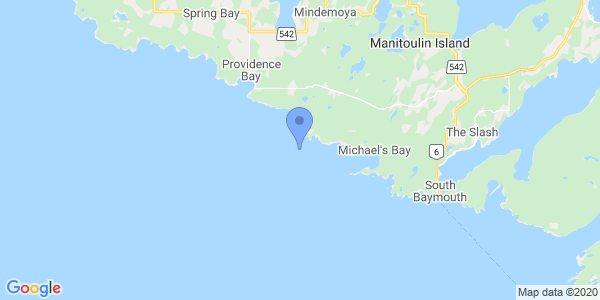 Spring Bay
Mindemoya
542
Manitoulin Island
542
Providence
Bay
The Slash
Michael's Bay
6
South
Baymouth
Google
Map data ©2020